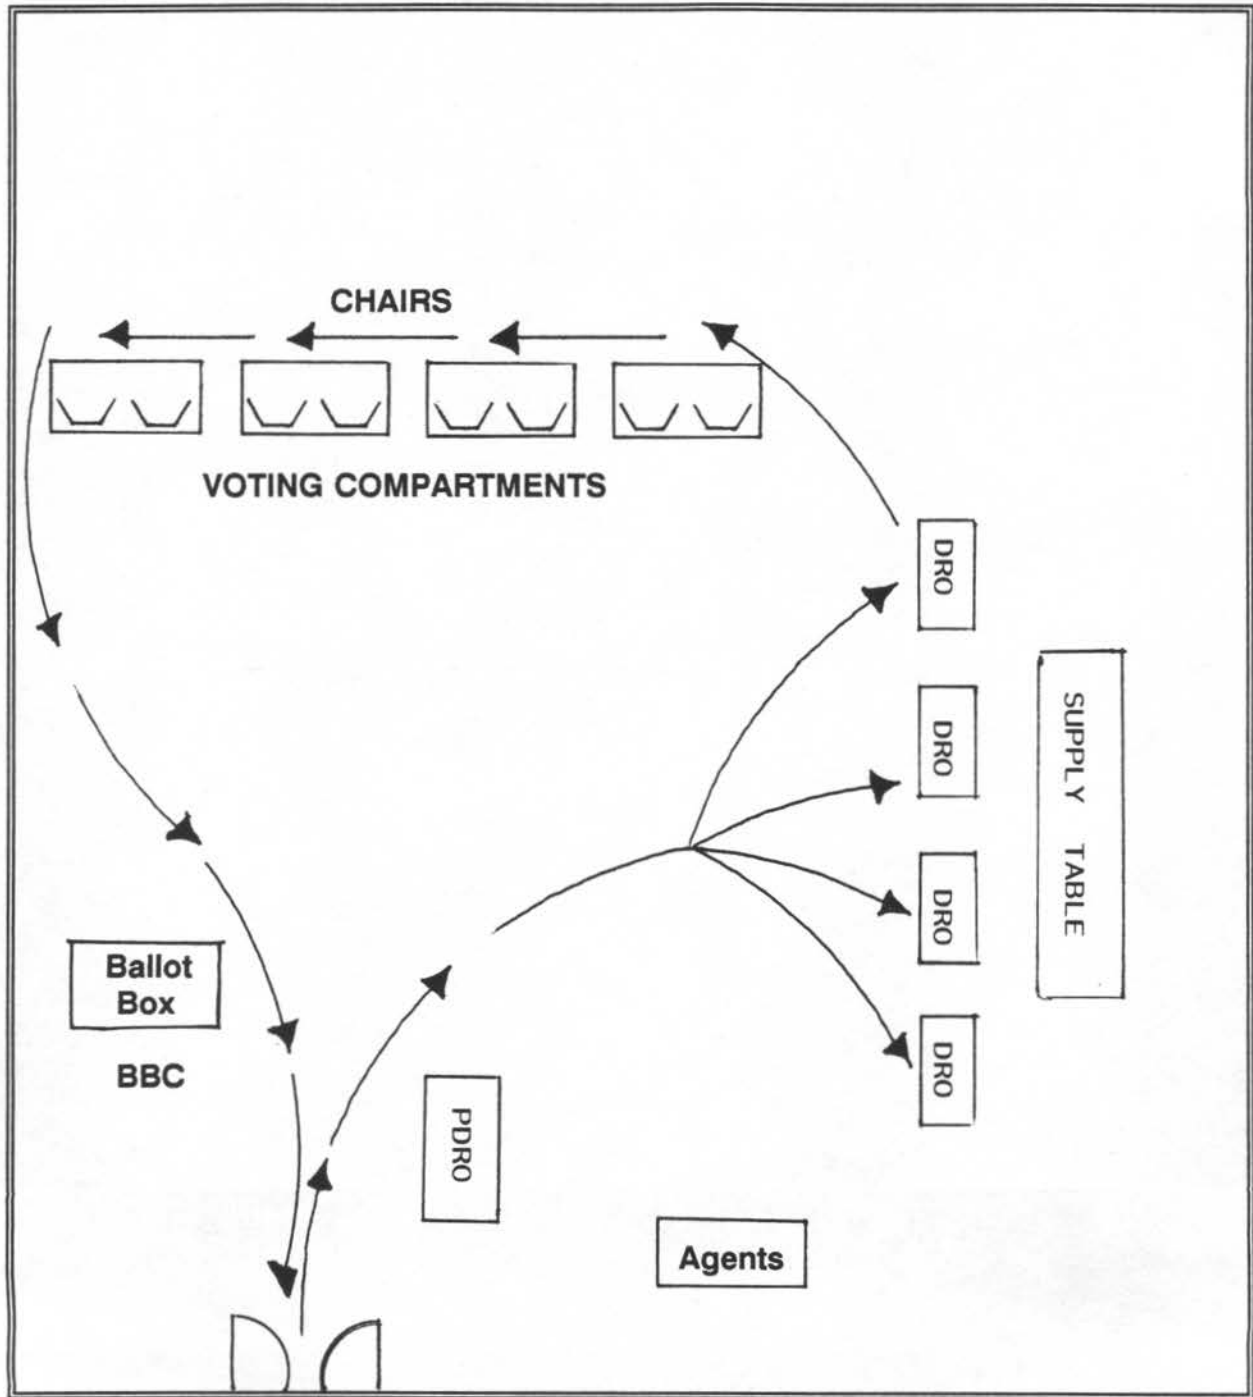 CHAIRS
VOTING COMPARTMENTS
DRO
DRO
SUPPLY TABLE
DRO
DRO
Ballot
Box
BBC
PDRO
Agents